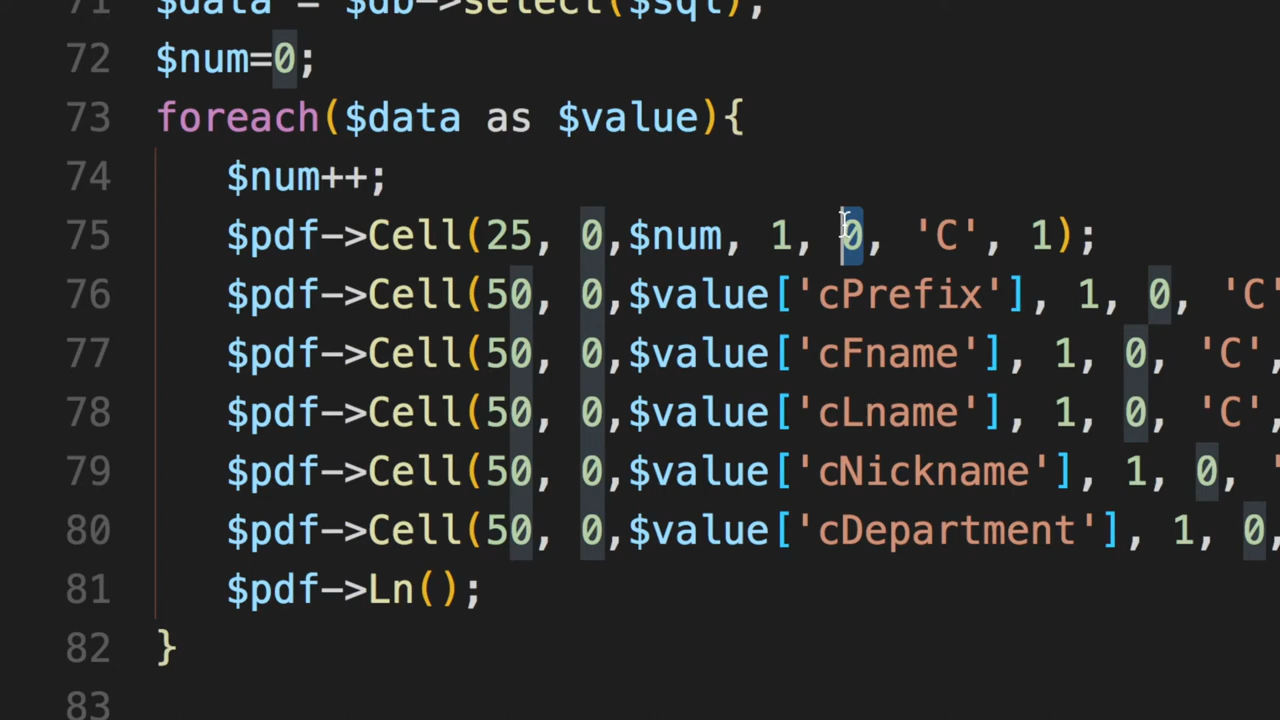 71 $data = $db->select($sql);
72 $num=0;
73 foreach($data as $value){
74 $num++;
75 $pdf->Cell(25, 0,$num, 1, 0, 'C', 1);
76 $pdf->Cell(50, 0,$value['cPrefix'], 1, 0, 'C'
77 $pdf->Cell(50, 0,$value['cFname'], 1, 0, 'C',
78 $pdf->Cell(50, 0,$value['cLname'], 1, 0, 'C',
79 $pdf->Cell(50, 0,$value['cNickname'], 1, 0, '
80 $pdf->Cell(50, 0,$value['cDepartment'], 1, 0,
81 $pdf->Ln();
82 }
83